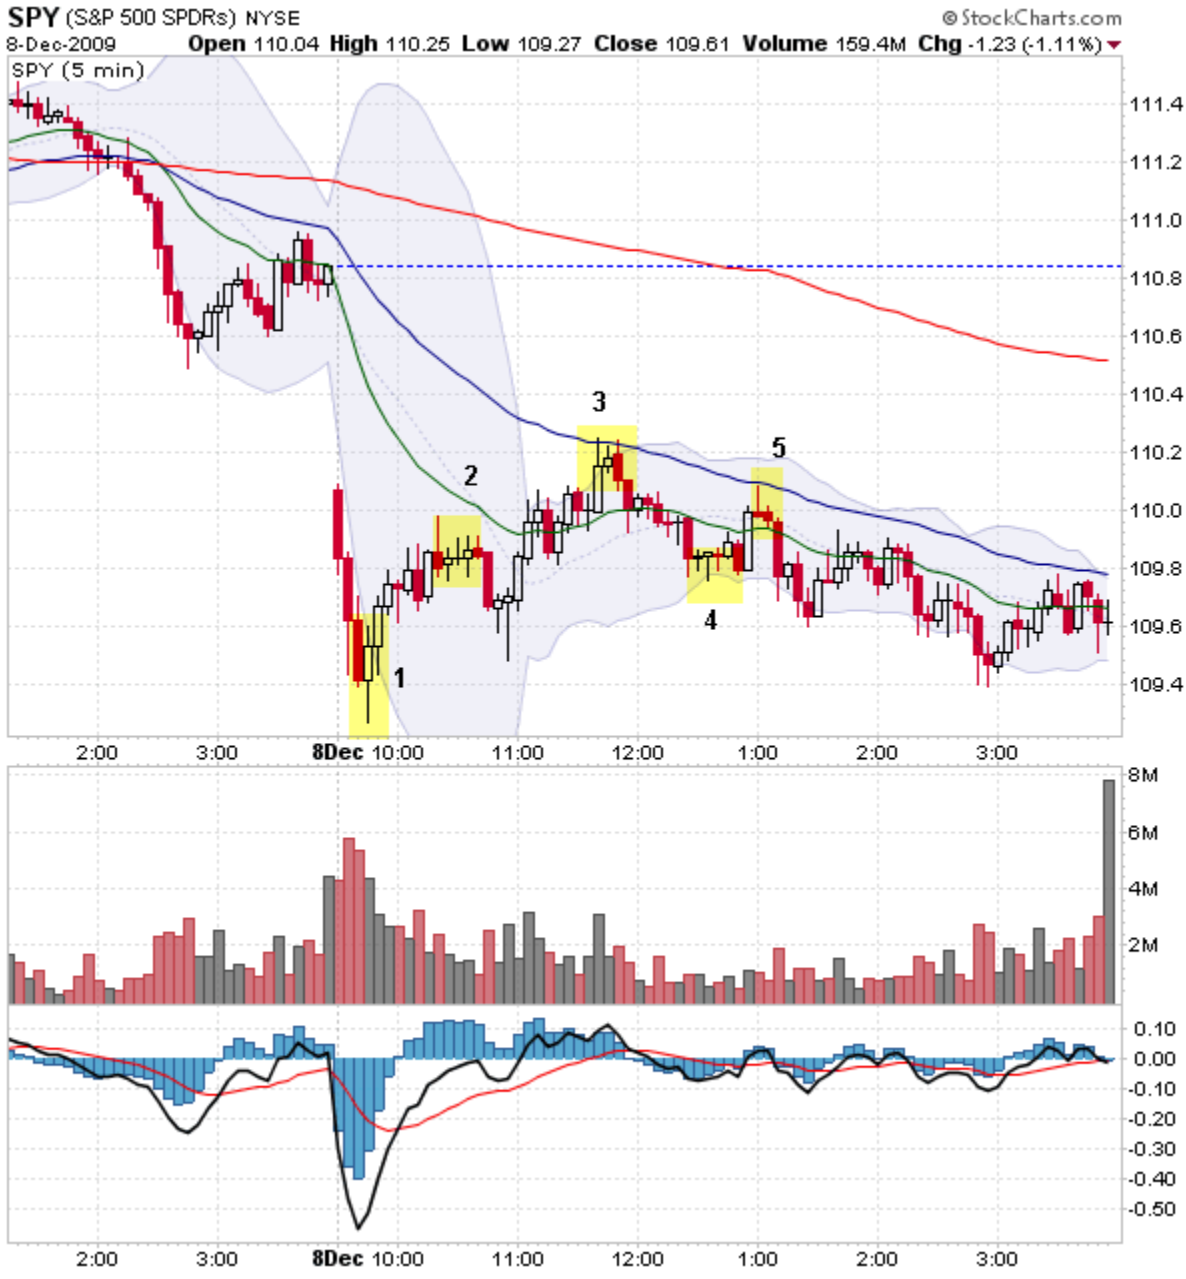 SPY (S&P 500 SPDRs) NYSE © StockCharts.com
8-Dec-2009 Open 110.04 High 110.25 Low 109.27 Close 109.61 Volume 159.4M Chg -1.23 (-1.11%)
SPY (5 min)
111.4
111.2
111.0
110.8
110.6
110.4
3
5
110.2
2
110.0
109.8
4
109.6
1
109.4
2:00 3:00 8Dec 10:00 11:00 12:00 1:00 2:00 3:00
8M
6M
4M
2M
0.10
0.00
-0.10
-0.20
-0.30
-0.40
-0.50
2:00 3:00 8Dec 10:00 11:00 12:00 1:00 2:00 3:00